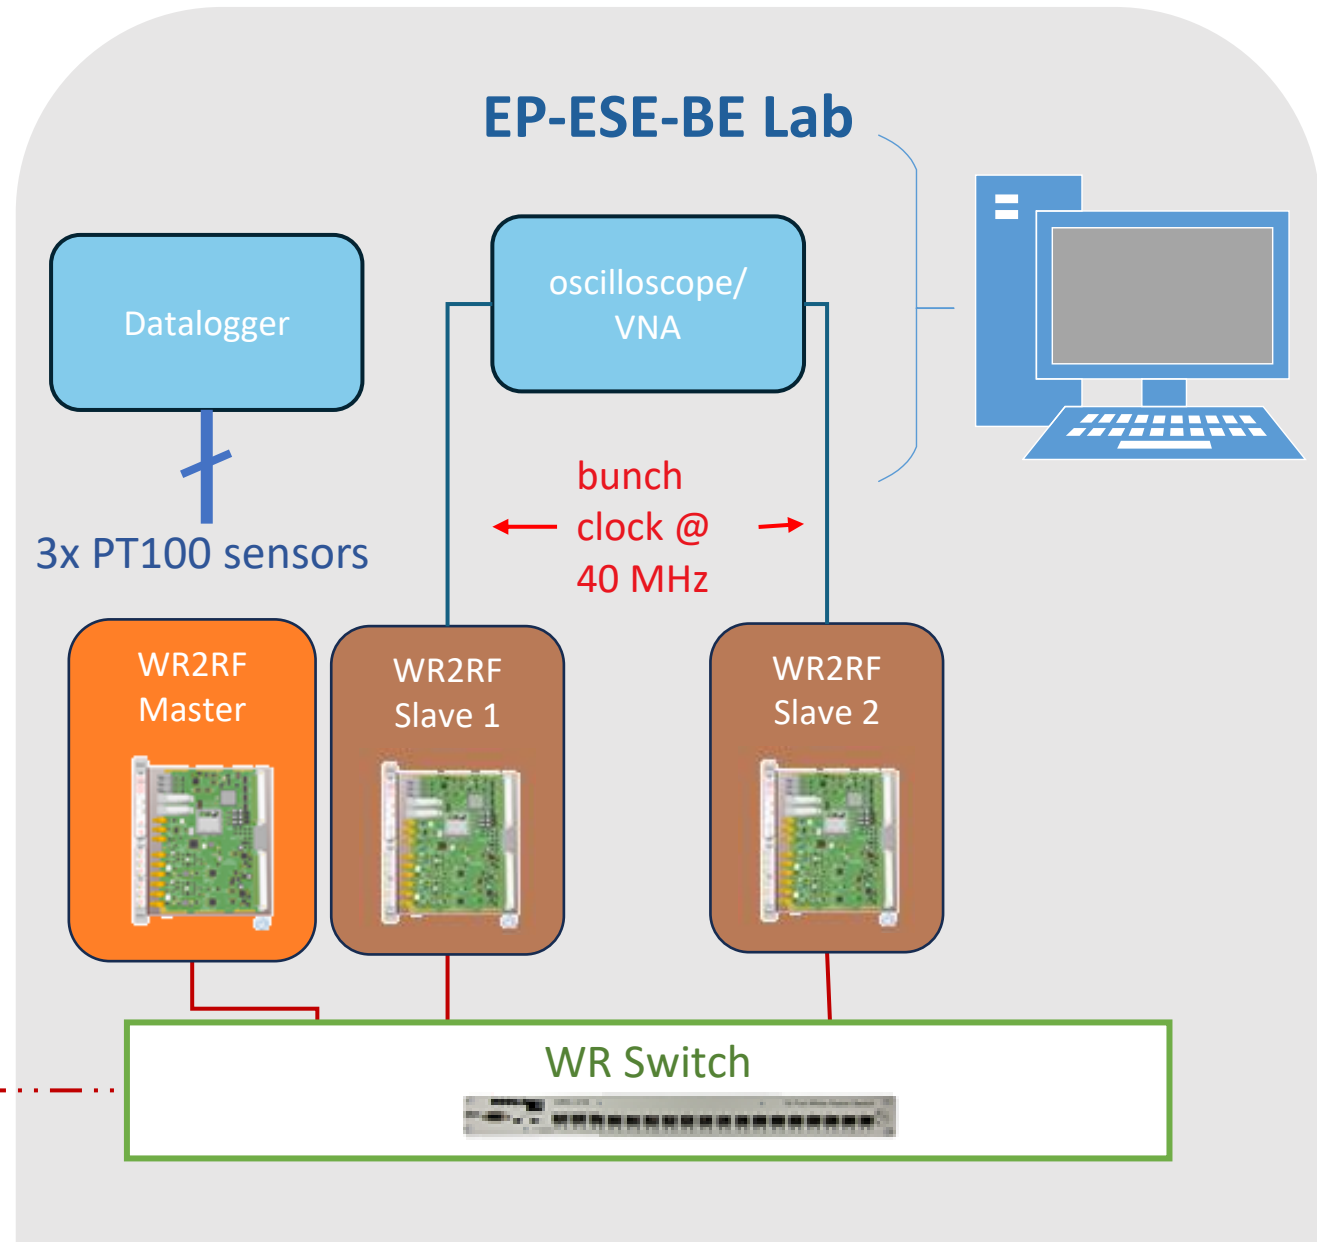 EP-ESE-BE Lab
Datalogger
oscilloscope/
VNA
bunch
clock @
40 MHz
3x PT100 sensors
WR2RF
Master
WR2RF
Slave 1
WR2RF
Slave 2
WR Switch